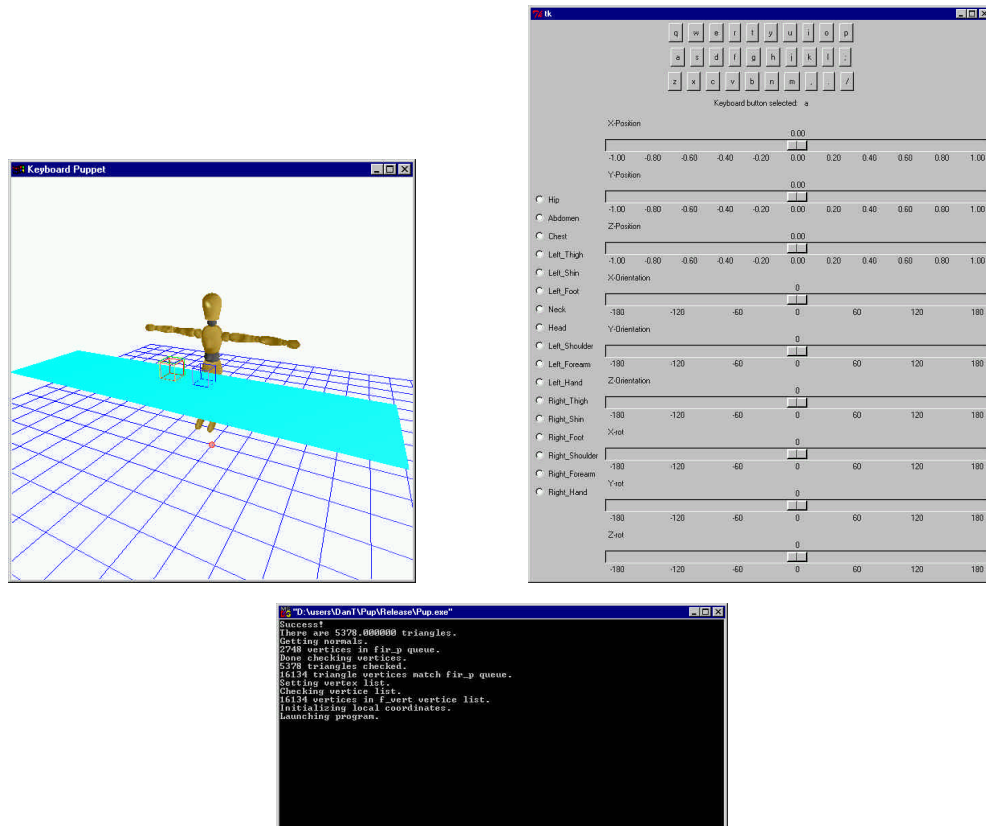 tk
q w e r t y u i o p
a s d f g h j k l ;
z x c v b n m , . /
Keyboard button selected: a
Keyboard Puppet
X-Position
0.00
-1.00 -0.80 -0.60 -0.40 -0.20 0.00 0.20 0.40 0.60 0.80 1.00
Y-Position
0.00
-1.00 -0.80 -0.60 -0.40 -0.20 0.00 0.20 0.40 0.60 0.80 1.00
Z-Position
0.00
-1.00 -0.80 -0.60 -0.40 -0.20 0.00 0.20 0.40 0.60 0.80 1.00
X-Orientation
0
-180 -120 -60 0 60 120 180
Y-Orientation
0
-180 -120 -60 0 60 120 180
Z-Orientation
0
-180 -120 -60 0 60 120 180
X-rot
0
-180 -120 -60 0 60 120 180
Y-rot
0
-180 -120 -60 0 60 120 180
Z-rot
0
-180 -120 -60 0 60 120 180
Hip
Abdomen
Chest
Left_Thigh
Left_Shin
Left_Foot
Neck
Head
Left_Shoulder
Left_Forearm
Left_Hand
Right_Thigh
Right_Shin
Right_Foot
Right_Shoulder
Right_Forearm
Right_Hand
"D:\users\DanT\Pup\Release\Pup.exe"
Success!
There are 5378.000000 triangles.
Getting normals.
2748 vertices in fir_p queue.
Done checking vertices.
5378 triangles checked.
16134 triangle vertices match fir_p queue.
Setting vertex list.
Checking vertice list.
16134 vertices in f_vert vertice list.
Initializing local coordinates.
Launching program.